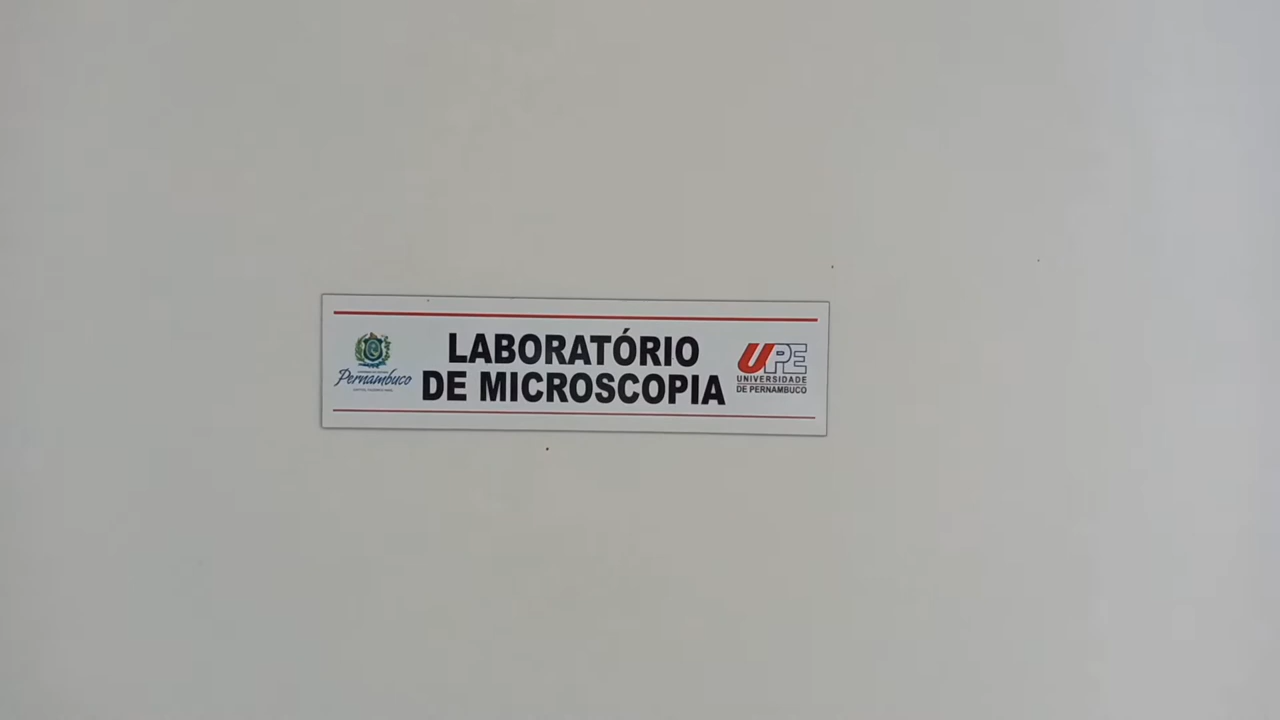 Pernambuco
LABORATÓRIO
DE MICROSCOPIA
UPE
UNIVERSIDADE
DE PERNAMBUCO